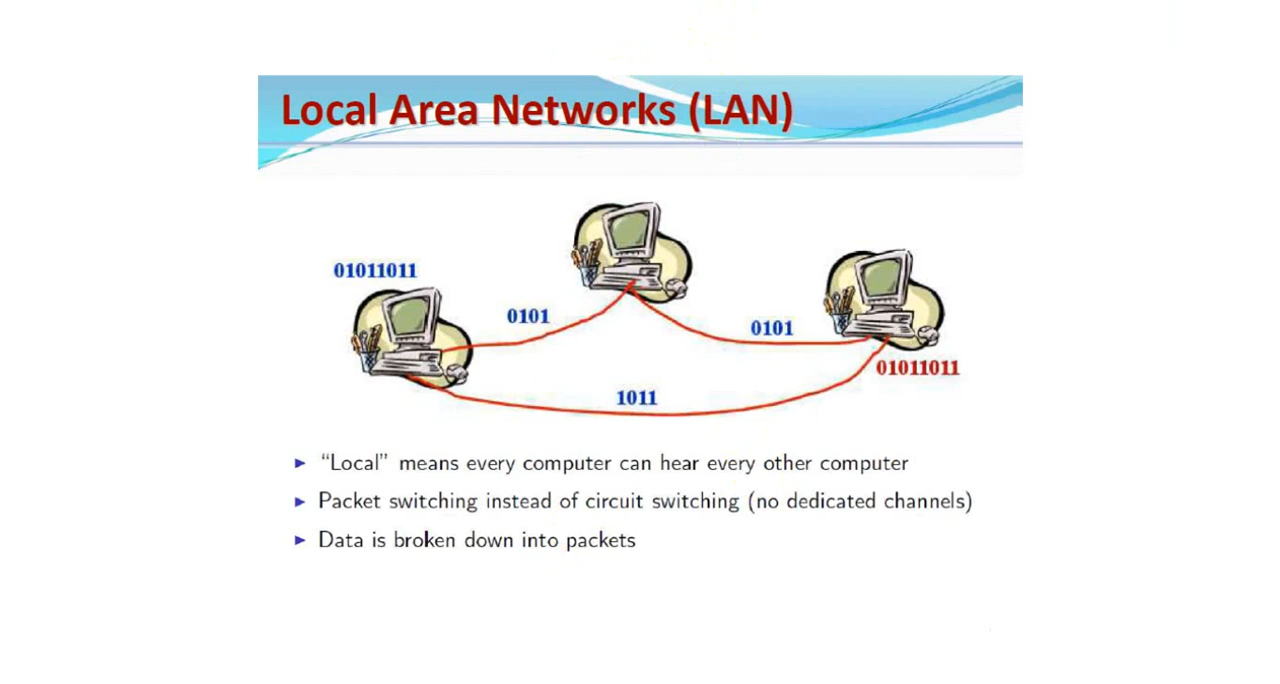 Local Area Networks (LAN)
01011011
0101
0101
01011011
1011
“Local” means every computer can hear every other computer
Packet switching instead of circuit switching (no dedicated channels)
Data is broken down into packets